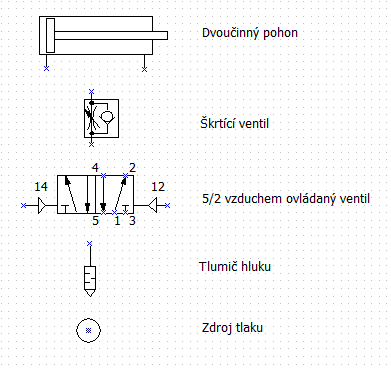 Dvoučinný pohon
Škrtící ventil
4 2
14 12
5/2 vzduchem ovládaný ventil
5 1 3
Tlumič hluku
Zdroj tlaku